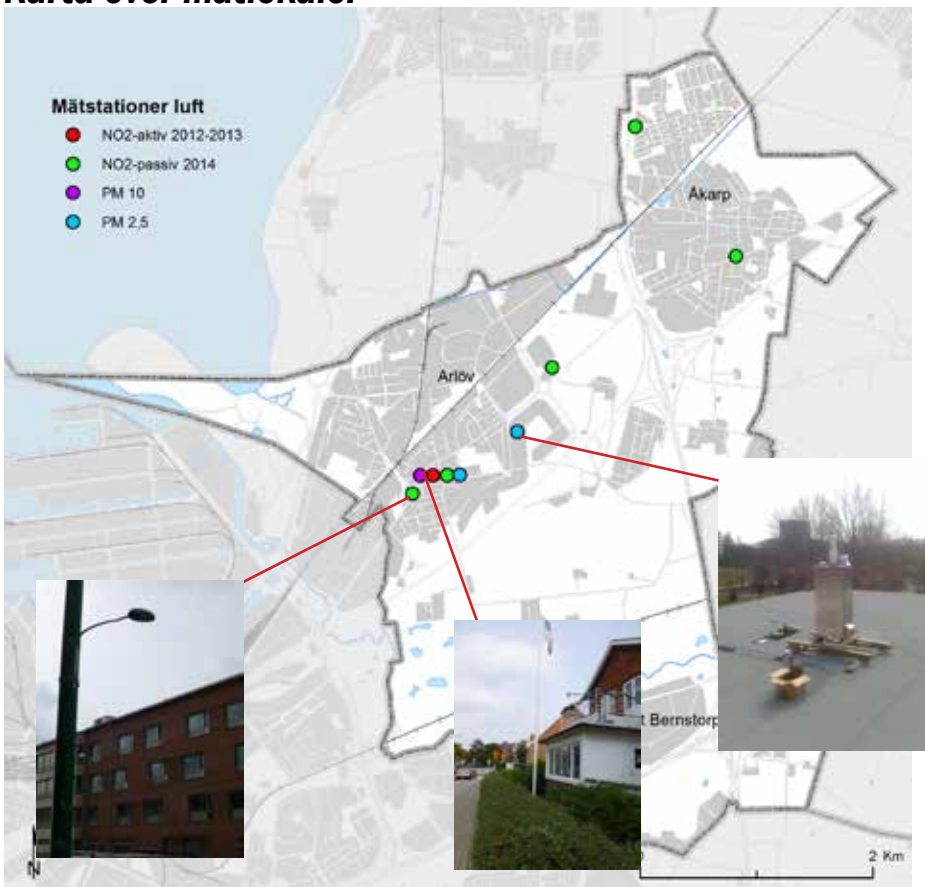 Karta över mätlokaler
Mätstationer luft
NO2-aktiv 2012-2013
NO2-passiv 2014
PM 10
PM 2,5
Åkarp
Arlöv
t Bernstorp
2 Km
N